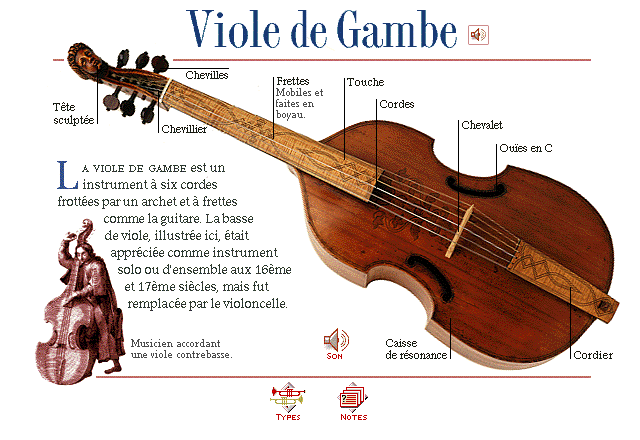 Viole de Gambe
Chevilles
Frettes
Mobiles et
faites en
boyau.
Touche
Cordes
Tête
sculptée
Chevillier
Chevalet
Ouïes en C
LA VIOLE DE GAMBE est un
instrument à six cordes
frottées par un archet et à frettes
comme la guitare. La basse
de viole, illustrée ici, était
appréciée comme instrument
solo ou d'ensemble aux 16ème
et 17ème siècles, mais fut
remplacée par le violoncelle.
Musicien accordant
une viole contrebasse.
SON
Caisse
de résonance
Cordier
TYPES
NOTES